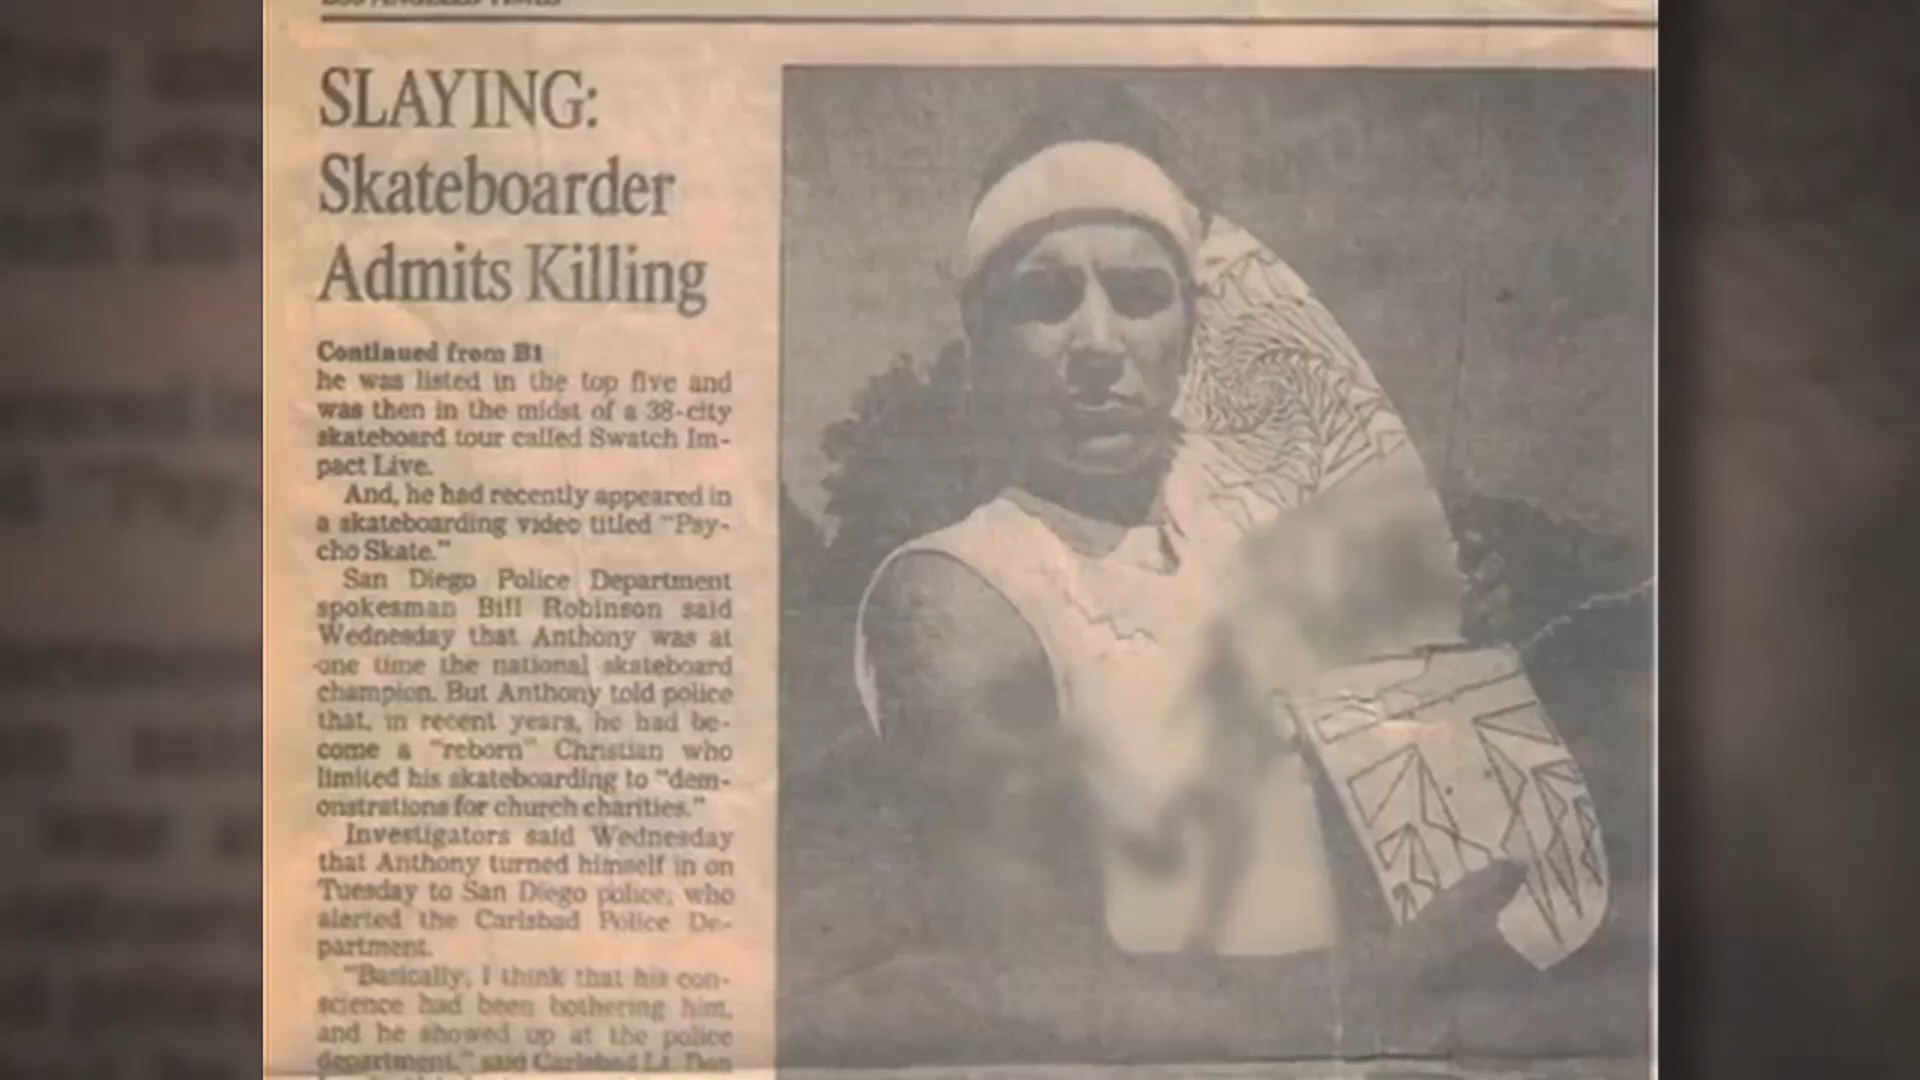 LOS ANGELES TIMES
SLAYING:
Skateboarder
Admits Killing
Continued from B1
he was listed in the top five and
was then in the midst of a 38-city
skateboard tour called Swatch Im-
pact Live.
And, he had recently appeared in
a skateboarding video titled "Psy-
cho Skate."
San Diego Police Department
spokesman Bill Robinson said
Wednesday that Anthony was at
one time the national skateboard
champion. But Anthony told police
that, in recent years, he had be-
come a "reborn" Christian who
limited his skateboarding to "dem-
onstrations for church charities."
Investigators said Wednesday
that Anthony turned himself in on
Tuesday to San Diego police, who
alerted the Carlsbad Police De-
partment.
"Basically, I think that his con-
science had been bothering him,
and he showed up at the police
department," said Carlsbad Lt. Don